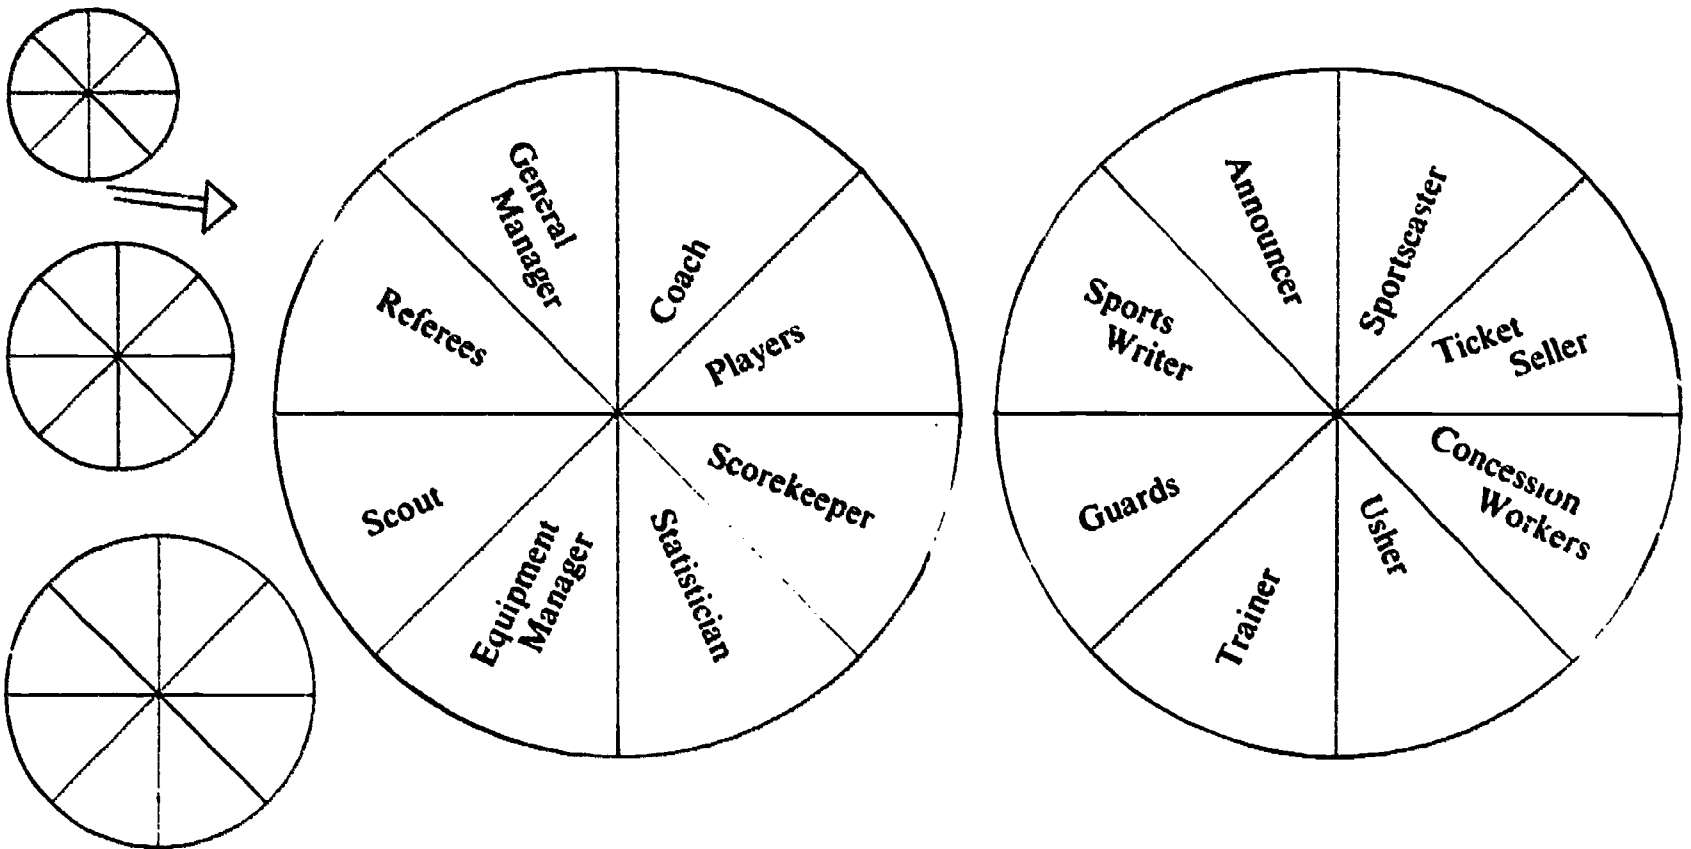 General
Manager
Coach
Referees
Players
Scout
Scorekeeper
Equipment
Manager
Statistician
Announcer
Sportscaster
Sports
Writer
Ticket
Seller
Guards
Concession
Workers
Trainer
Usher